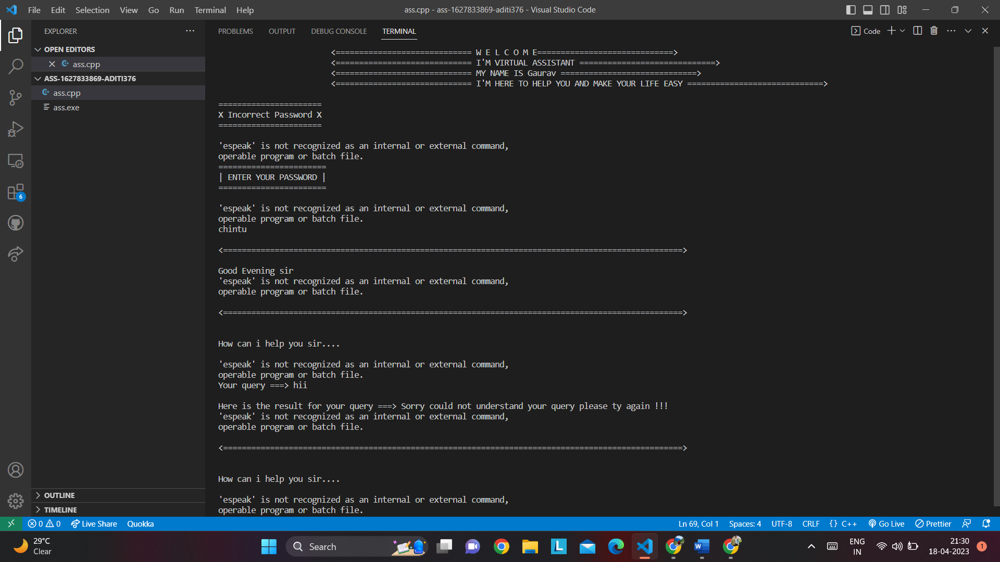 File Edit Selection View Go Run Terminal Help
ass.cpp - ass-1627833869-aditi376 - Visual Studio Code
EXPLORER
OPEN EDITORS
ass.cpp
ASS-1627833869-ADITI376
ass.cpp
ass.exe
6
OUTLINE
TIMELINE
PROBLEMS OUTPUT DEBUG CONSOLE TERMINAL
Code
<============================= W E L C O M E=============================>
<============================= I'M VIRTUAL ASSISTANT =============================>
<============================= MY NAME IS Gaurav =============================>
<============================= I'M HERE TO HELP YOU AND MAKE YOUR LIFE EASY =============================>
======================
X Incorrect Password X
======================
'espeak' is not recognized as an internal or external command,
operable program or batch file.
=======================
| ENTER YOUR PASSWORD |
=======================
'espeak' is not recognized as an internal or external command,
operable program or batch file.
chintu
<==================================================================================================>
Good Evening sir
'espeak' is not recognized as an internal or external command,
operable program or batch file.
<==================================================================================================>
How can i help you sir....
'espeak' is not recognized as an internal or external command,
operable program or batch file.
Your query ===> hii
Here is the result for your query ===> Sorry could not understand your query please ty again !!!
'espeak' is not recognized as an internal or external command,
operable program or batch file.
<==================================================================================================>
How can i help you sir....
'espeak' is not recognized as an internal or external command,
operable program or batch file.
0 0 Live Share Quokka
Ln 69, Col 1 Spaces: 4 UTF-8 CRLF {} C++ Go Live Prettier
29°C
Clear
Search
L
W
ENG
IN
21:30
18-04-2023
1